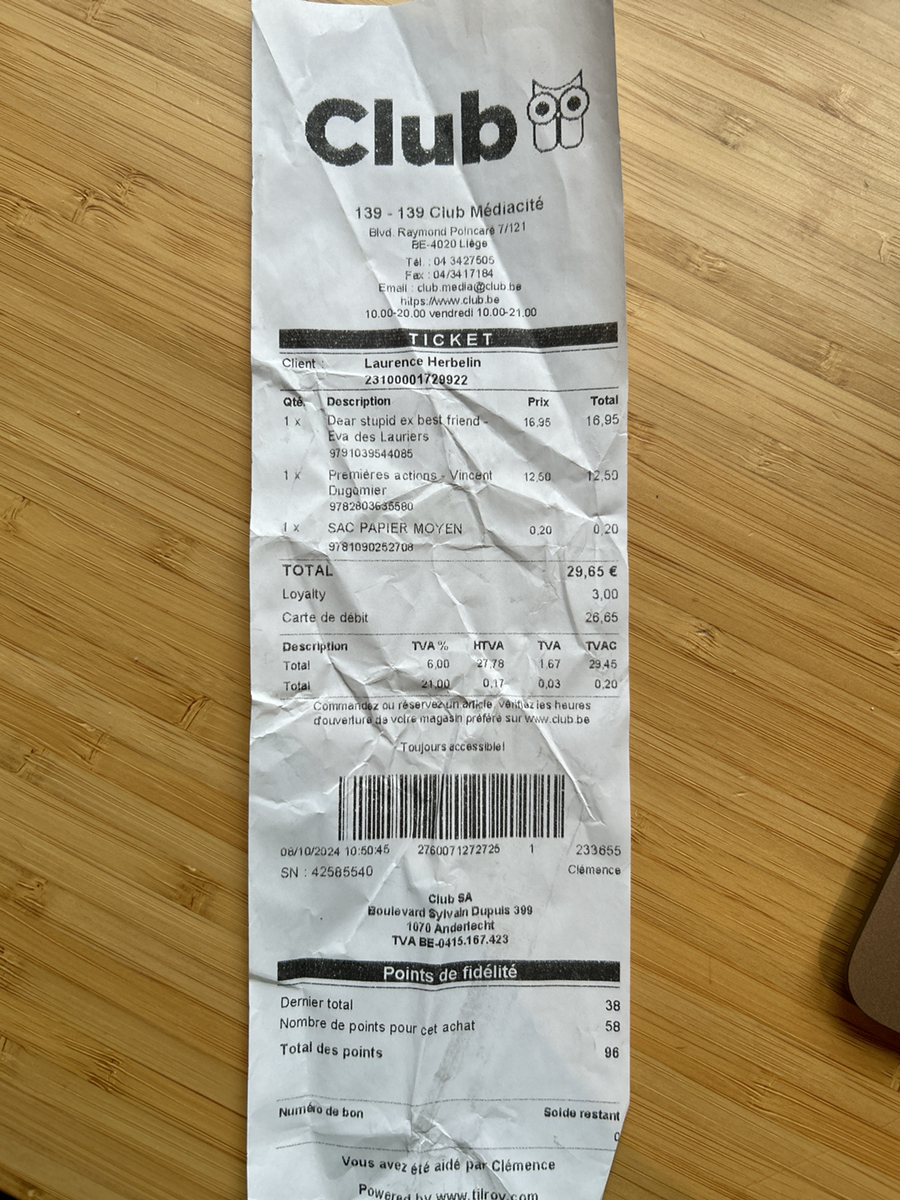 Club
139 - 139 Club Médiacité
Blvd. Raymond Poincaré 7/121
BE-4020 Liège
Tél. : 04 3427505
Fax : 04/3417184
Email : club.media@club.be
https://www.club.be
10.00-20.00 vendredi 10.00-21.00
TICKET
Client : Laurence Herbelin
23100001729922
Qté. Description Prix Total
1 x Dear stupid ex best friend - 16,95 16,95
Eva des Lauriers
9791039544085
1 x Premières actions - Vincent 12,50 12,50
Dugomier
9782803635580
1 x SAC PAPIER MOYEN 0,20 0,20
9781090252708
TOTAL 29,65 €
Loyalty 3,00
Carte de débit 26,65
Description TVA % HTVA TVA TVAC
Total 6,00 27,78 1,67 29,45
Total 21,00 0,17 0,03 0,20
Commandez ou réservez un article, vérifiez les heures
d'ouverture de votre magasin préféré sur www.club.be
Toujours accessible!
08/10/2024 10:50:45 2760071272725 1 233655
SN : 42585540 Clémence
Club SA
Boulevard Sylvain Dupuis 399
1070 Anderlecht
TVA BE-0415.167.423
Points de fidélité
Dernier total 38
Nombre de points pour cet achat 58
Total des points 96
Numéro de bon Solde restant
0
Vous avez été aidé par Clémence
Powered by www.tilroy.com